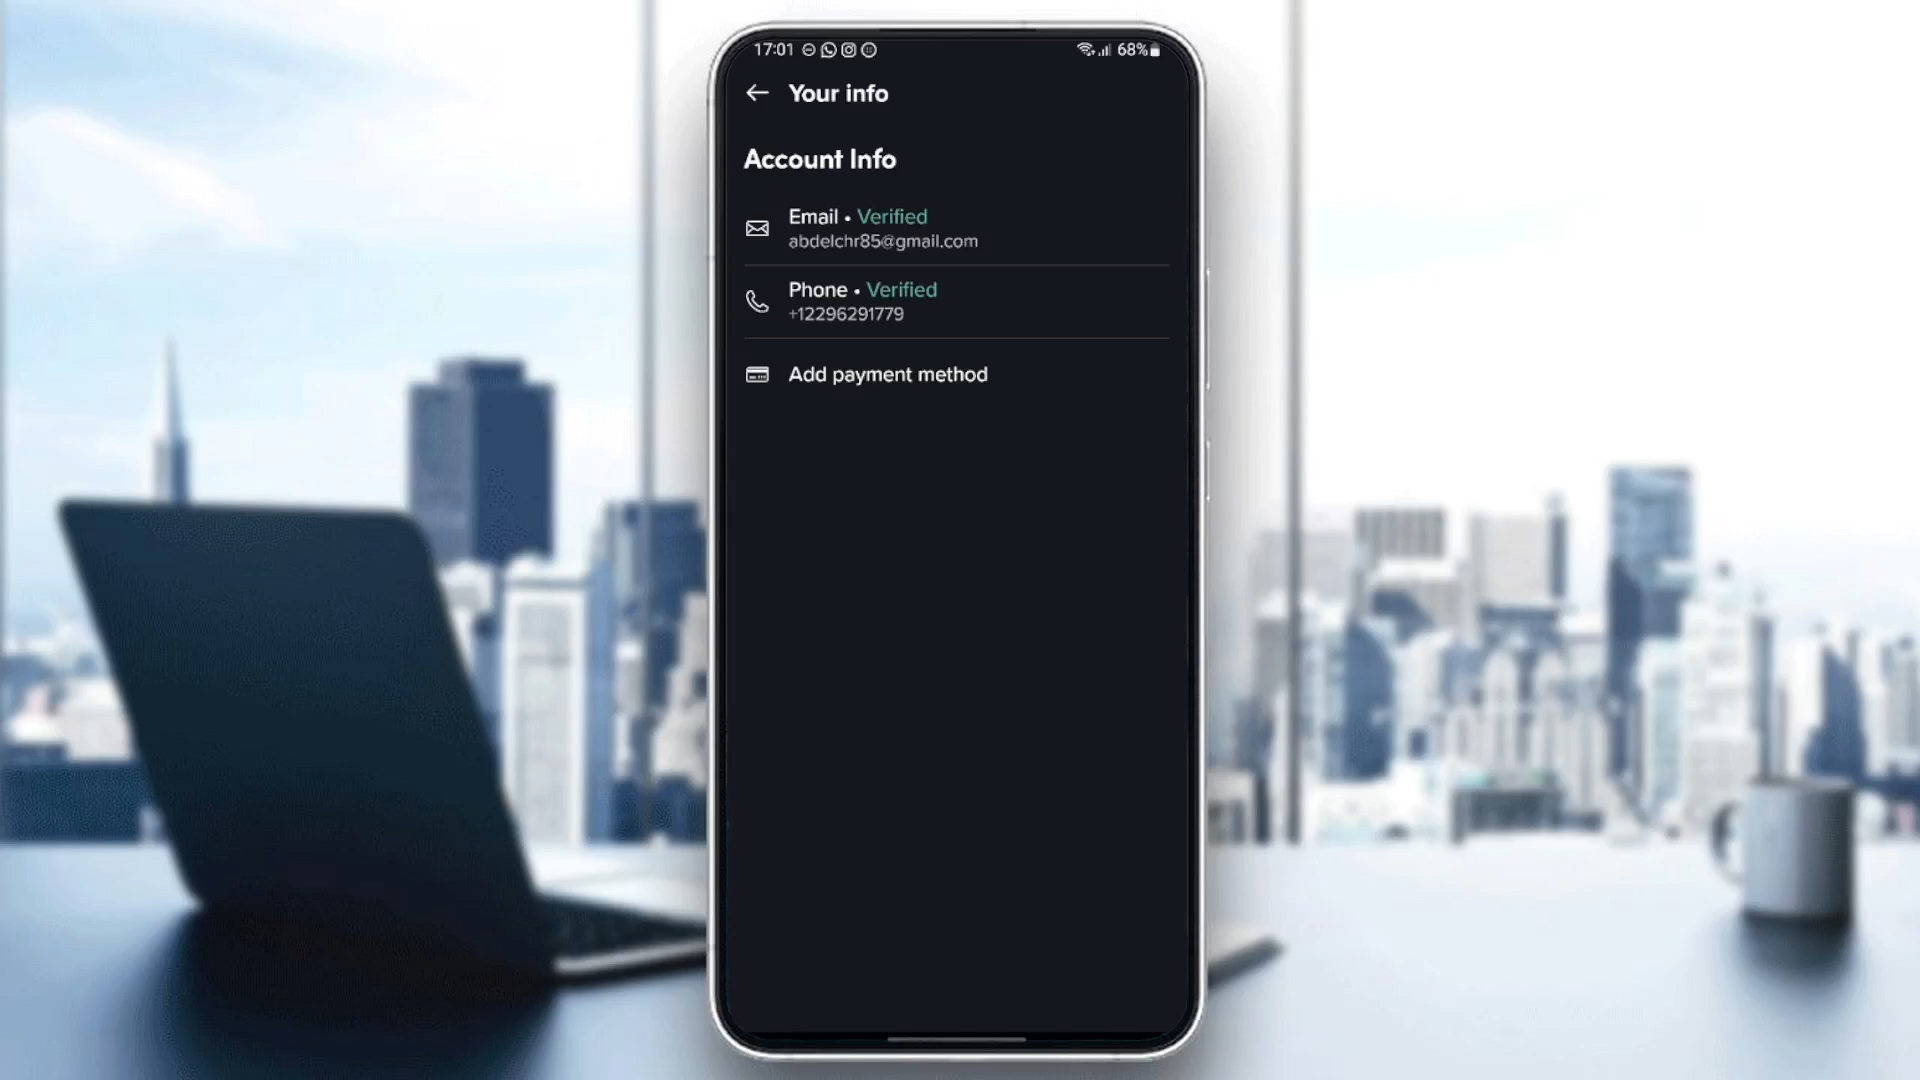 17:01
68%
Your info
Account Info
Email • Verified
abdelchr85@gmail.com
Phone • Verified
+12296291779
Add payment method